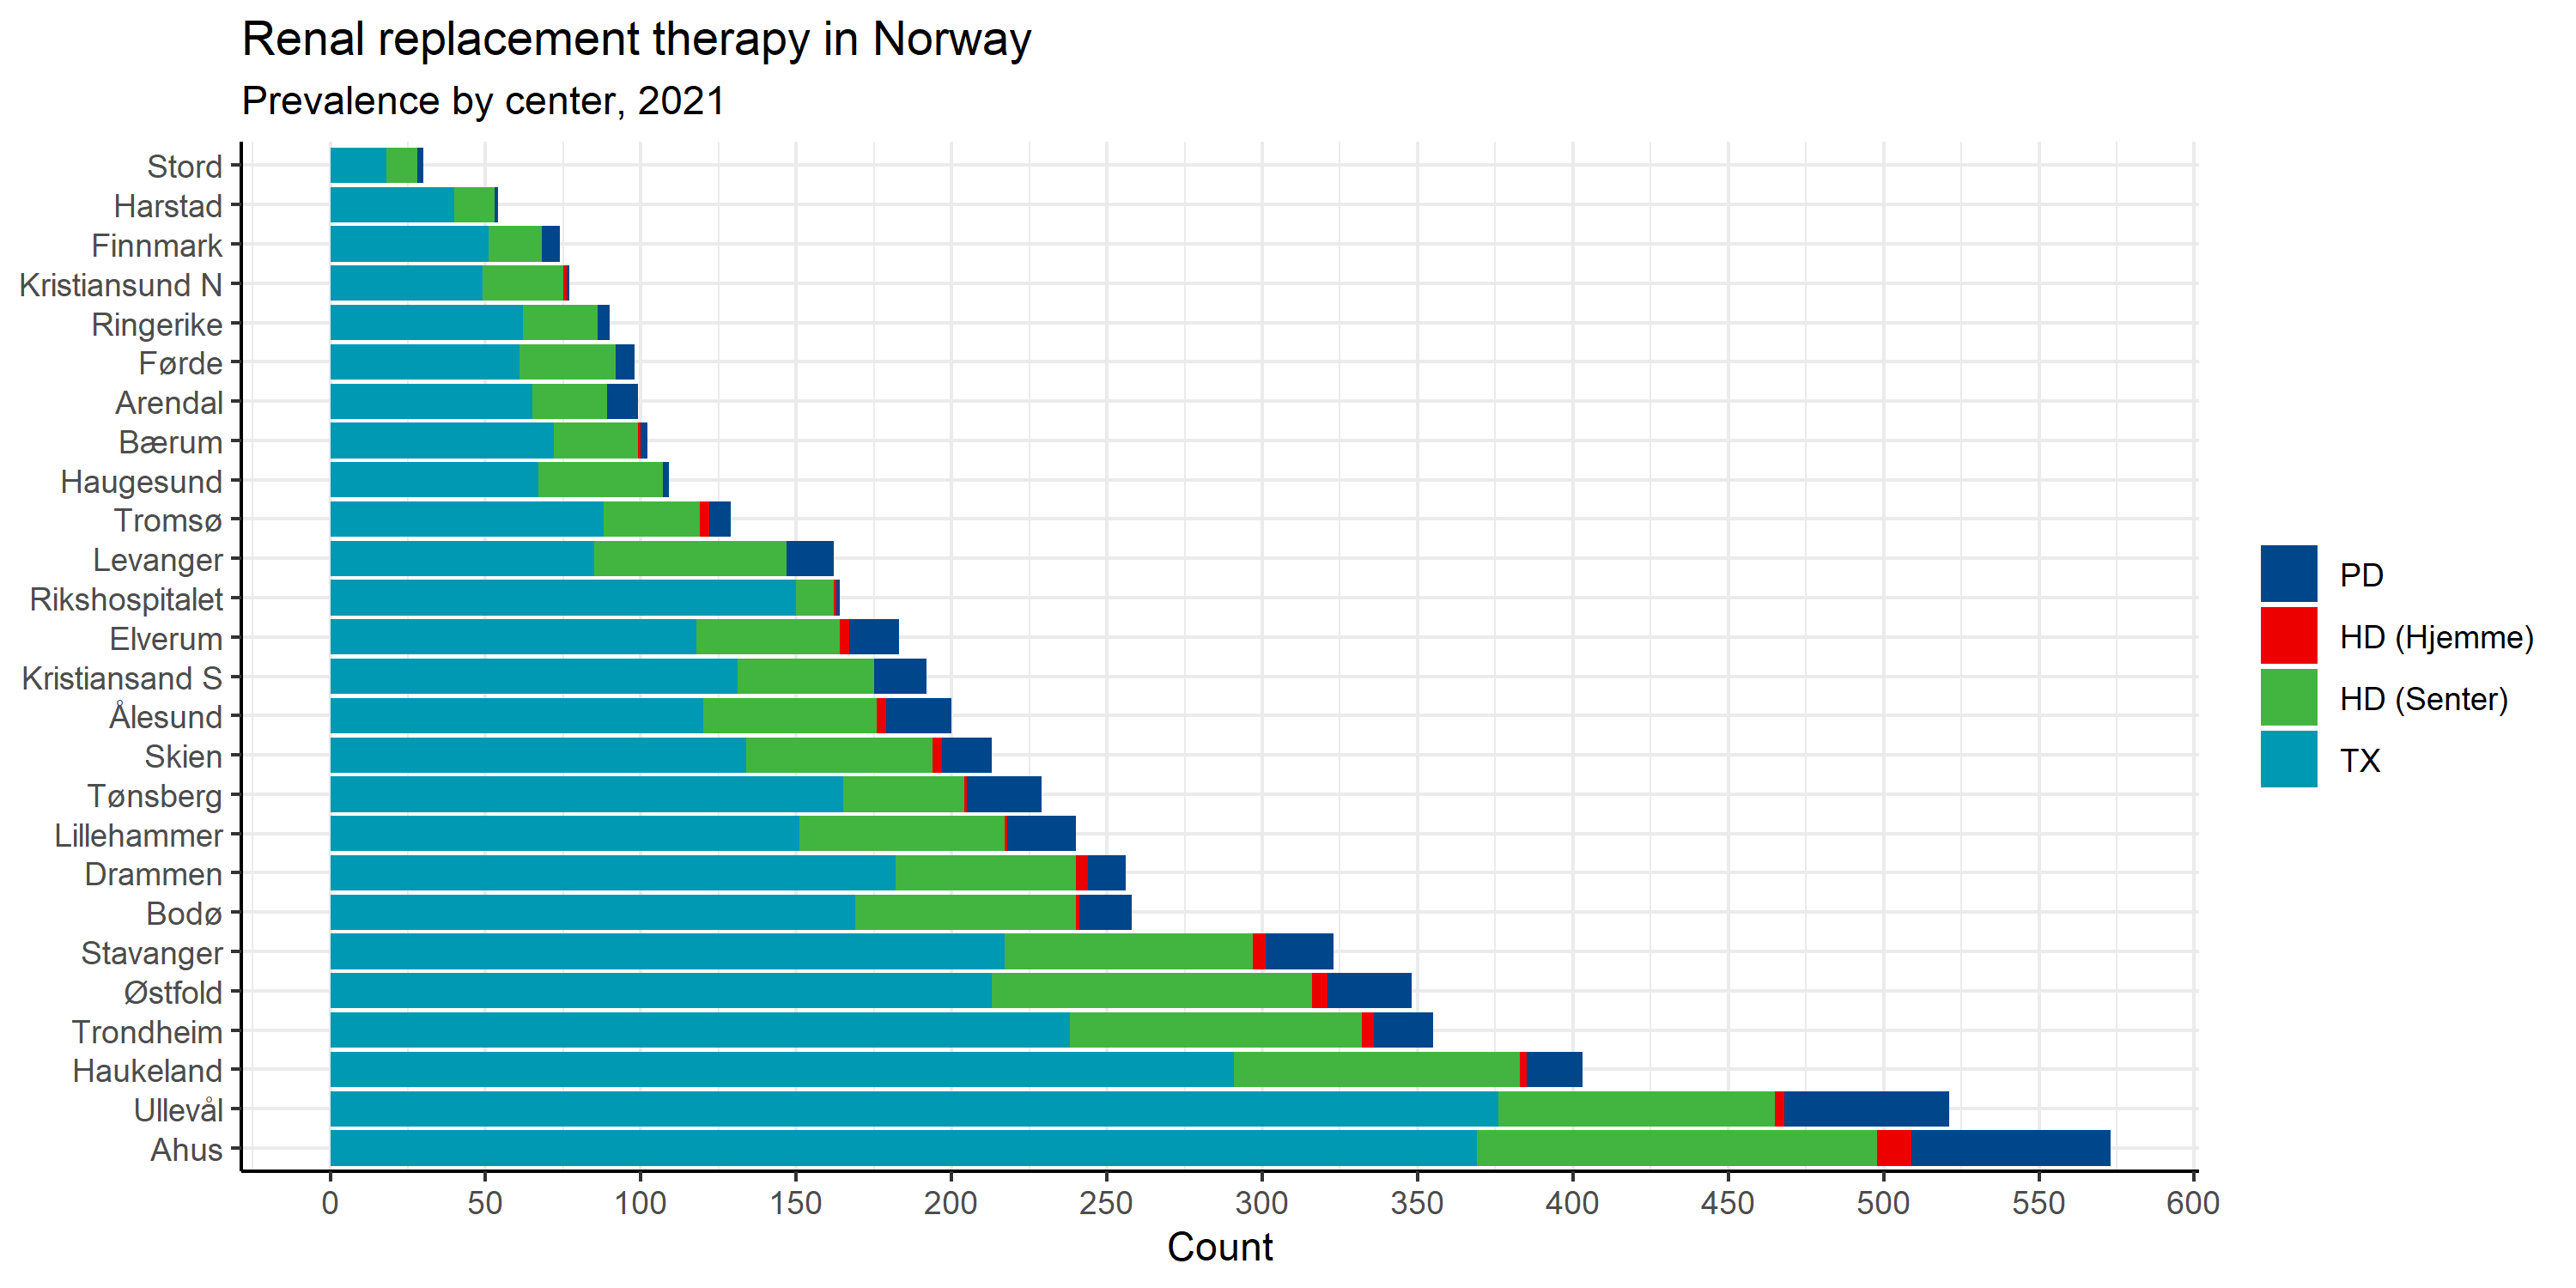 Renal replacement therapy in Norway
Prevalence by center, 2021
Stord
Harstad
Finnmark
Kristiansund N
Ringerike
Førde
Arendal
Bærum
Haugesund
Tromsø
Levanger
Rikshospitalet
Elverum
Kristiansand S
Ålesund
Skien
Tønsberg
Lillehammer
Drammen
Bodø
Stavanger
Østfold
Trondheim
Haukeland
Ullevål
Ahus
0 50 100 150 200 250 300 350 400 450 500 550 600
Count
PD
HD (Hjemme)
HD (Senter)
TX